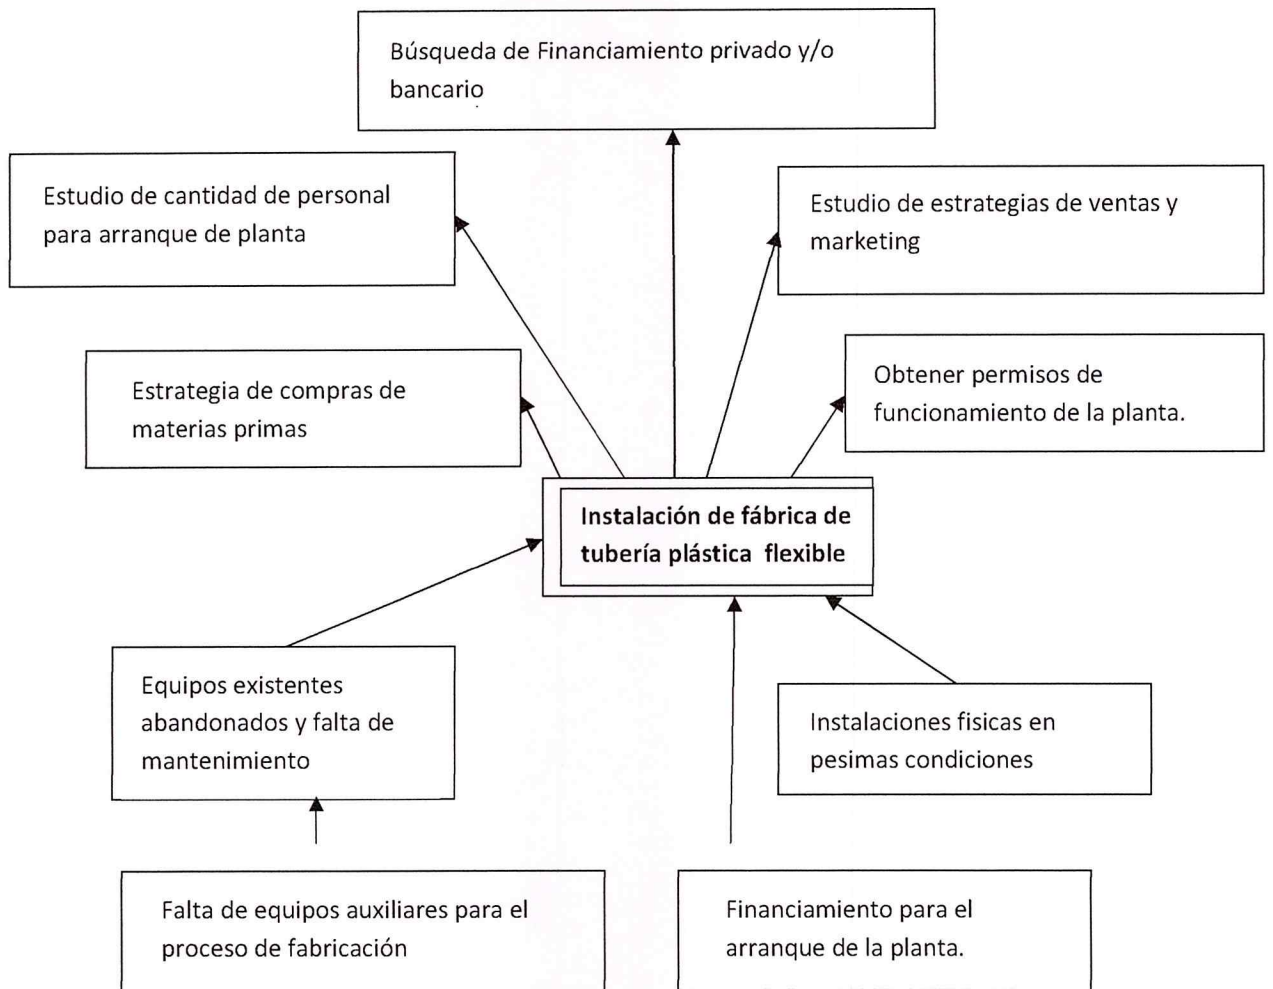 Búsqueda de Financiamiento privado y/o
bancario
Estudio de cantidad de personal
para arranque de planta
Estudio de estrategias de ventas y
marketing
Estrategia de compras de
materias primas
Obtener permisos de
funcionamiento de la planta.
Instalación de fábrica de
tubería plástica flexible
Equipos existentes
abandonados y falta de
mantenimiento
Instalaciones fisicas en
pesimas condiciones
Falta de equipos auxiliares para el
proceso de fabricación
Financiamiento para el
arranque de la planta.